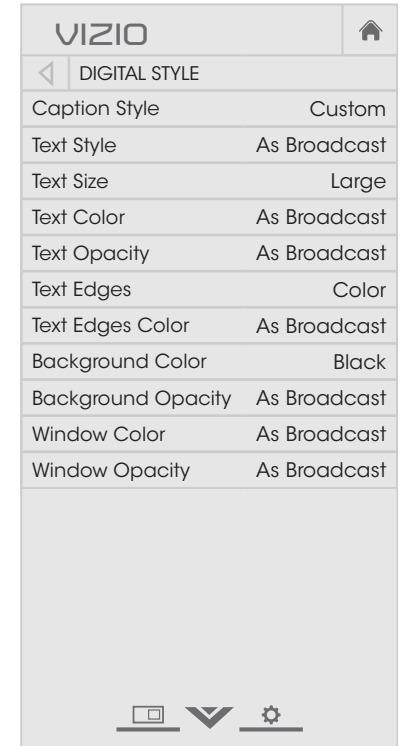 VIZIO
DIGITAL STYLE
Caption Style Custom
Text Style As Broadcast
Text Size Large
Text Color As Broadcast
Text Opacity As Broadcast
Text Edges Color
Text Edges Color As Broadcast
Background Color Black
Background Opacity As Broadcast
Window Color As Broadcast
Window Opacity As Broadcast